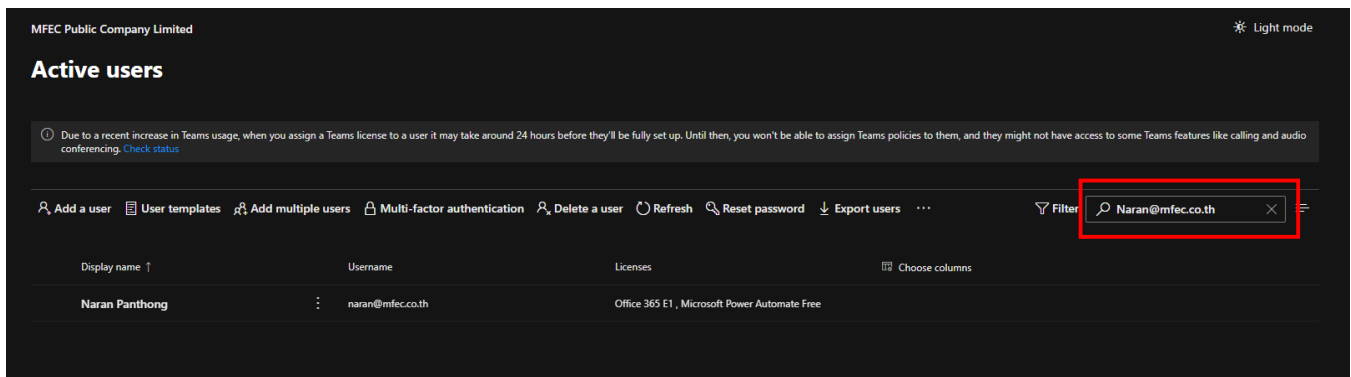 MFEC Public Company Limited
Light mode
Active users
Due to a recent increase in Teams usage, when you assign a Teams license to a user it may take around 24 hours before they'll be fully set up. Until then, you won't be able to assign Teams policies to them, and they might not have access to some Teams features like calling and audio
conferencing. Check status
Add a user User templates Add multiple users Multi-factor authentication Delete a user Refresh Reset password Export users ··· Filter Naran@mfec.co.th
Display name ↑ Username Licenses Choose columns
Naran Panthong naran@mfec.co.th Office 365 E1 , Microsoft Power Automate Free